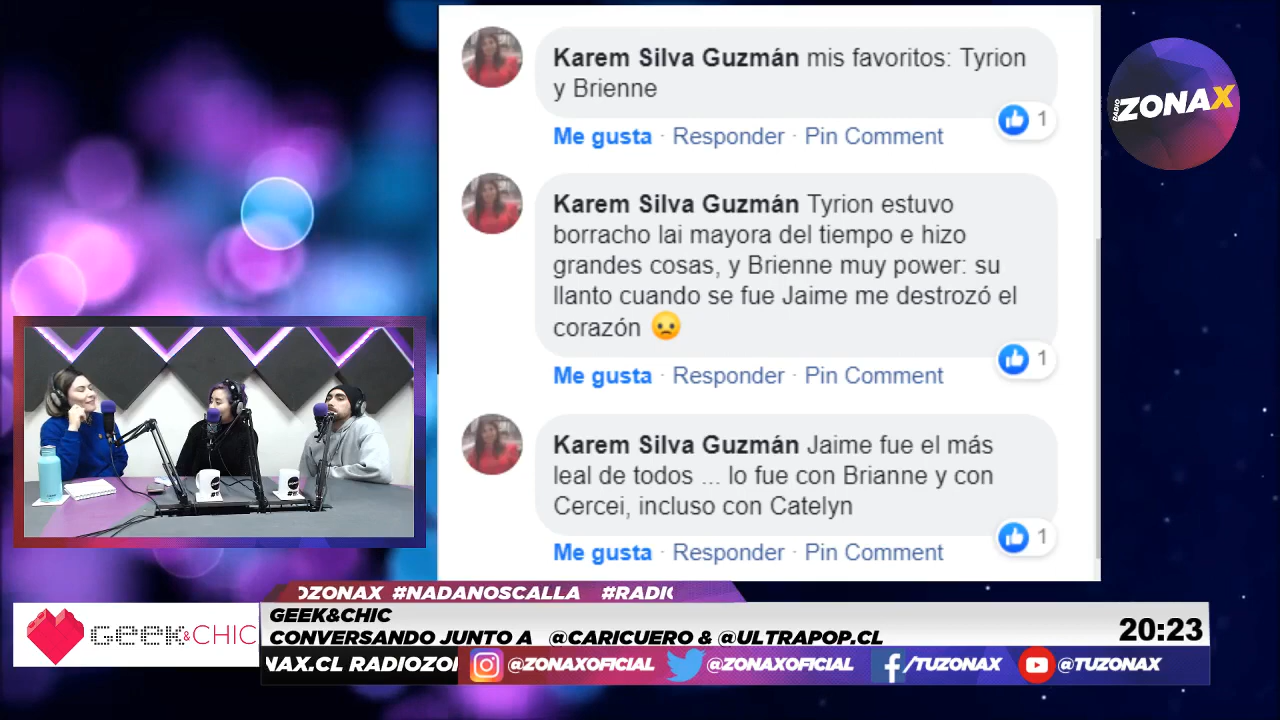 Karem Silva Guzmán mis favoritos: Tyrion
y Brienne
1
Me gusta · Responder · Pin Comment
Karem Silva Guzmán Tyrion estuvo
borracho lai mayora del tiempo e hizo
grandes cosas, y Brienne muy power: su
llanto cuando se fue Jaime me destrozó el
corazón
1
Me gusta · Responder · Pin Comment
Karem Silva Guzmán Jaime fue el más
leal de todos ... lo fue con Brianne y con
Cercei, incluso con Catelyn
1
Me gusta · Responder · Pin Comment
RADIO
ZONAX
OZONAX #NADANOSCALLA #RADIO
GEEK&CHIC
GEEK&CHIC
CONVERSANDO JUNTO A @CARICUERO & @ULTRAPOP.CL
20:23
NAX.CL RADIOZO
@ZONAXOFICIAL
@ZONAXOFICIAL
/TUZONAX
@TUZONAX